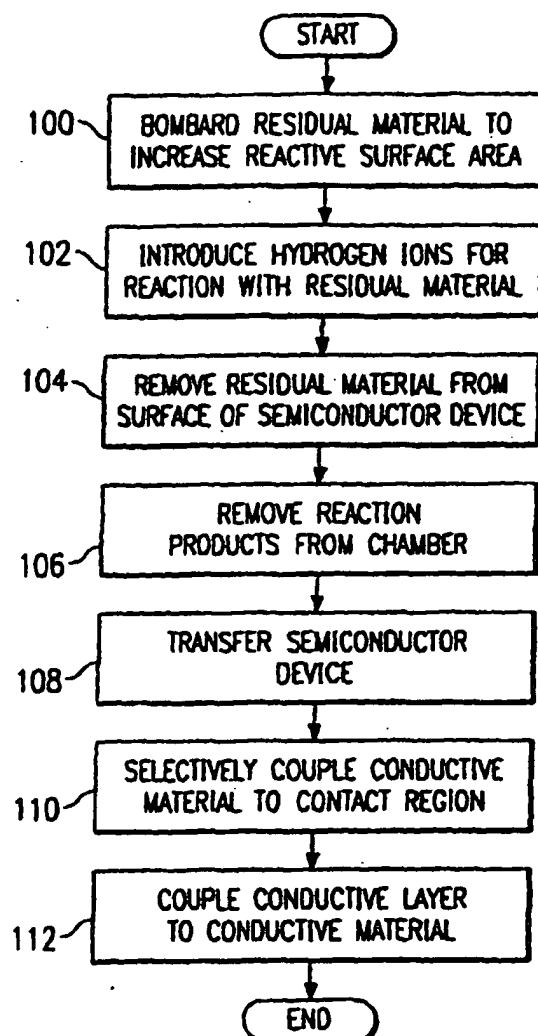 START
100
BOMBARD RESIDUAL MATERIAL TO
INCREASE REACTIVE SURFACE AREA
102
INTRODUCE HYDROGEN IONS FOR
REACTION WITH RESIDUAL MATERIAL
104
REMOVE RESIDUAL MATERIAL FROM
SURFACE OF SEMICONDUCTOR DEVICE
106
REMOVE REACTION
PRODUCTS FROM CHAMBER
108
TRANSFER SEMICONDUCTOR
DEVICE
110
SELECTIVELY COUPLE CONDUCTIVE
MATERIAL TO CONTACT REGION
112
COUPLE CONDUCTIVE LAYER
TO CONDUCTIVE MATERIAL
END